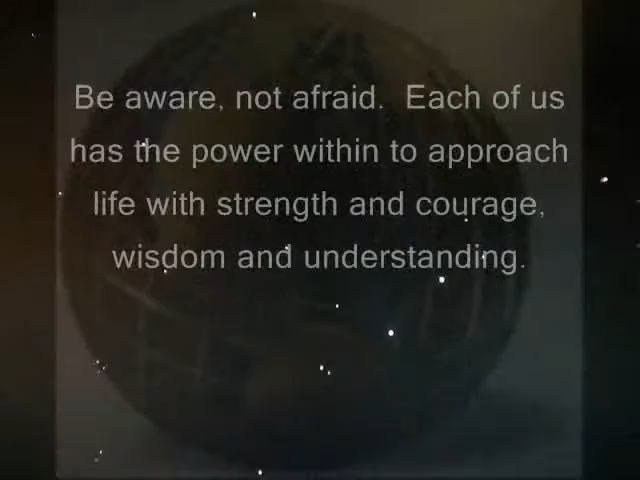 Be aware, not afraid.  Each of us
has the power within to approach
life with strength and courage,
wisdom and understanding.